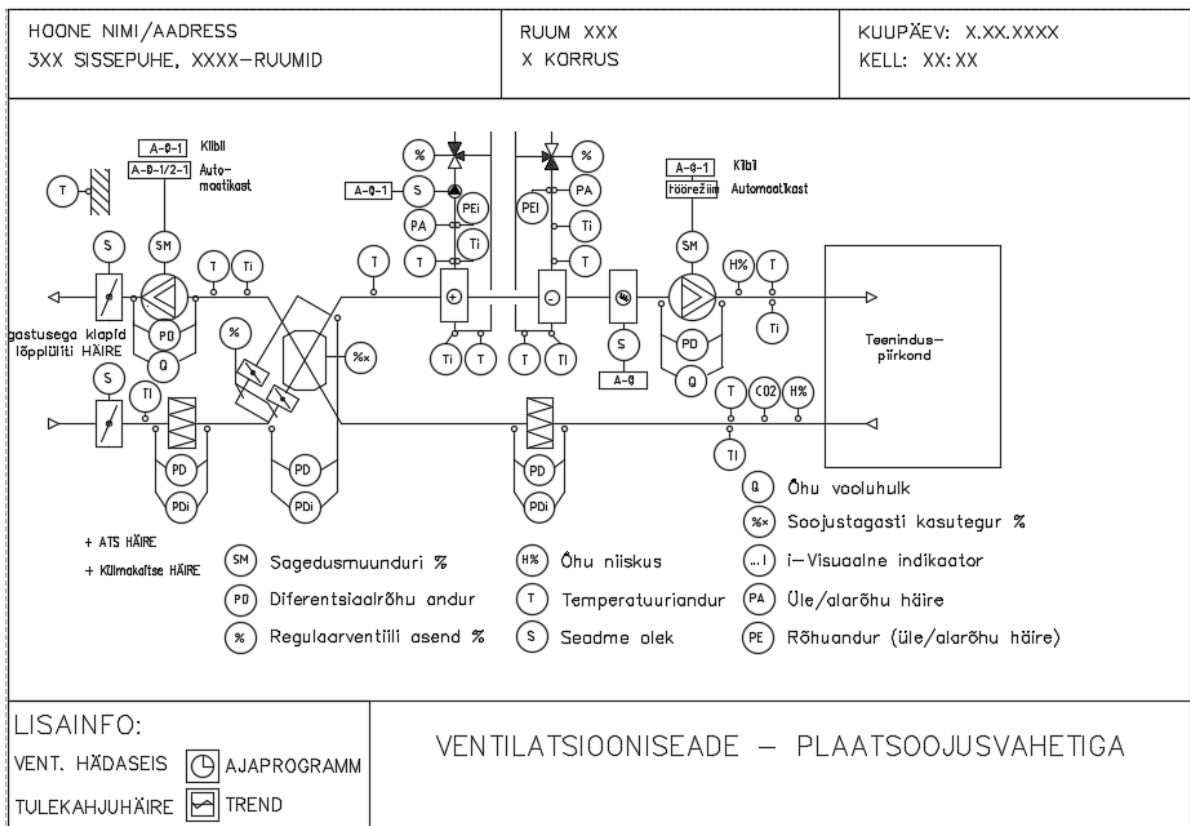 HOONE NIMI/AADRESS
3XX SISSEPUHE, XXXX-RUUMID
RUUM XXX
X KORRUS
KUUPÄEV: X.XX.XXXX
KELL: XX:XX
A-0-1 Kilbil
A-0-1/2-1 Auto-
maatikast
T
S
SM
T
Ti
%
A-0-1
S
PA
T
PEi
Ti
T
%
PEI
PA
Ti
T
A-0-1 Kilbil
töörežiim Automaatikast
SM
H%
T
Ti
+
-
PD
Q
gastusega klapid
lõpplüliti HÄIRE
S
TI
%
%x
Ti
T
T
TI
S
A-0
PD
Q
Teenindus-
piirkond
T
CO2
H%
TI
PD
PDi
PD
PDi
PD
PDi
+ ATS HÄIRE
+ Külmakaitse HÄIRE
SM Sagedusmuunduri %
PD Diferentsiaalrõhu andur
% Regulaarventiili asend %
H% Õhu niiskus
T Temperatuuriandur
S Seadme olek
Q Õhu vooluhulk
%x Soojustagasti kasutegur %
...I i-Visuaalne indikaator
PA Üle/alarõhu häire
PE Rõhuandur (üle/alarõhu häire)
LISAINFO:
VENT. HÄDASEIS AJAPROGRAMM
TULEKAHJUHÄIRE TREND
VENTILATSIOONISEADE - PLAATSOOJUSVAHETIGA